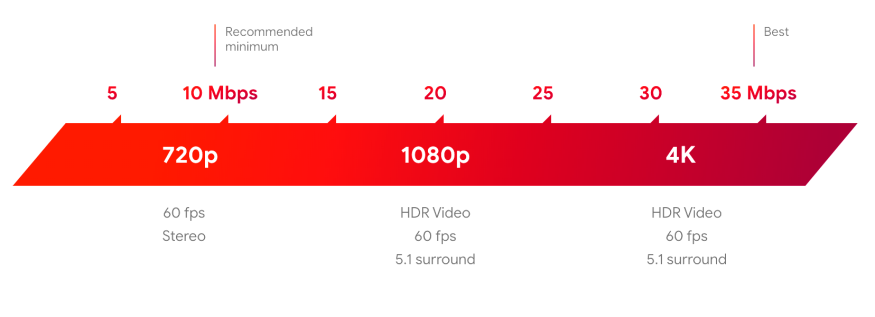 Recommended
minimum
Best
5
10 Mbps
15
20
25
30
35 Mbps
720p
1080p
4K
60 fps
Stereo
HDR Video
60 fps
5.1 surround
HDR Video
60 fps
5.1 surround